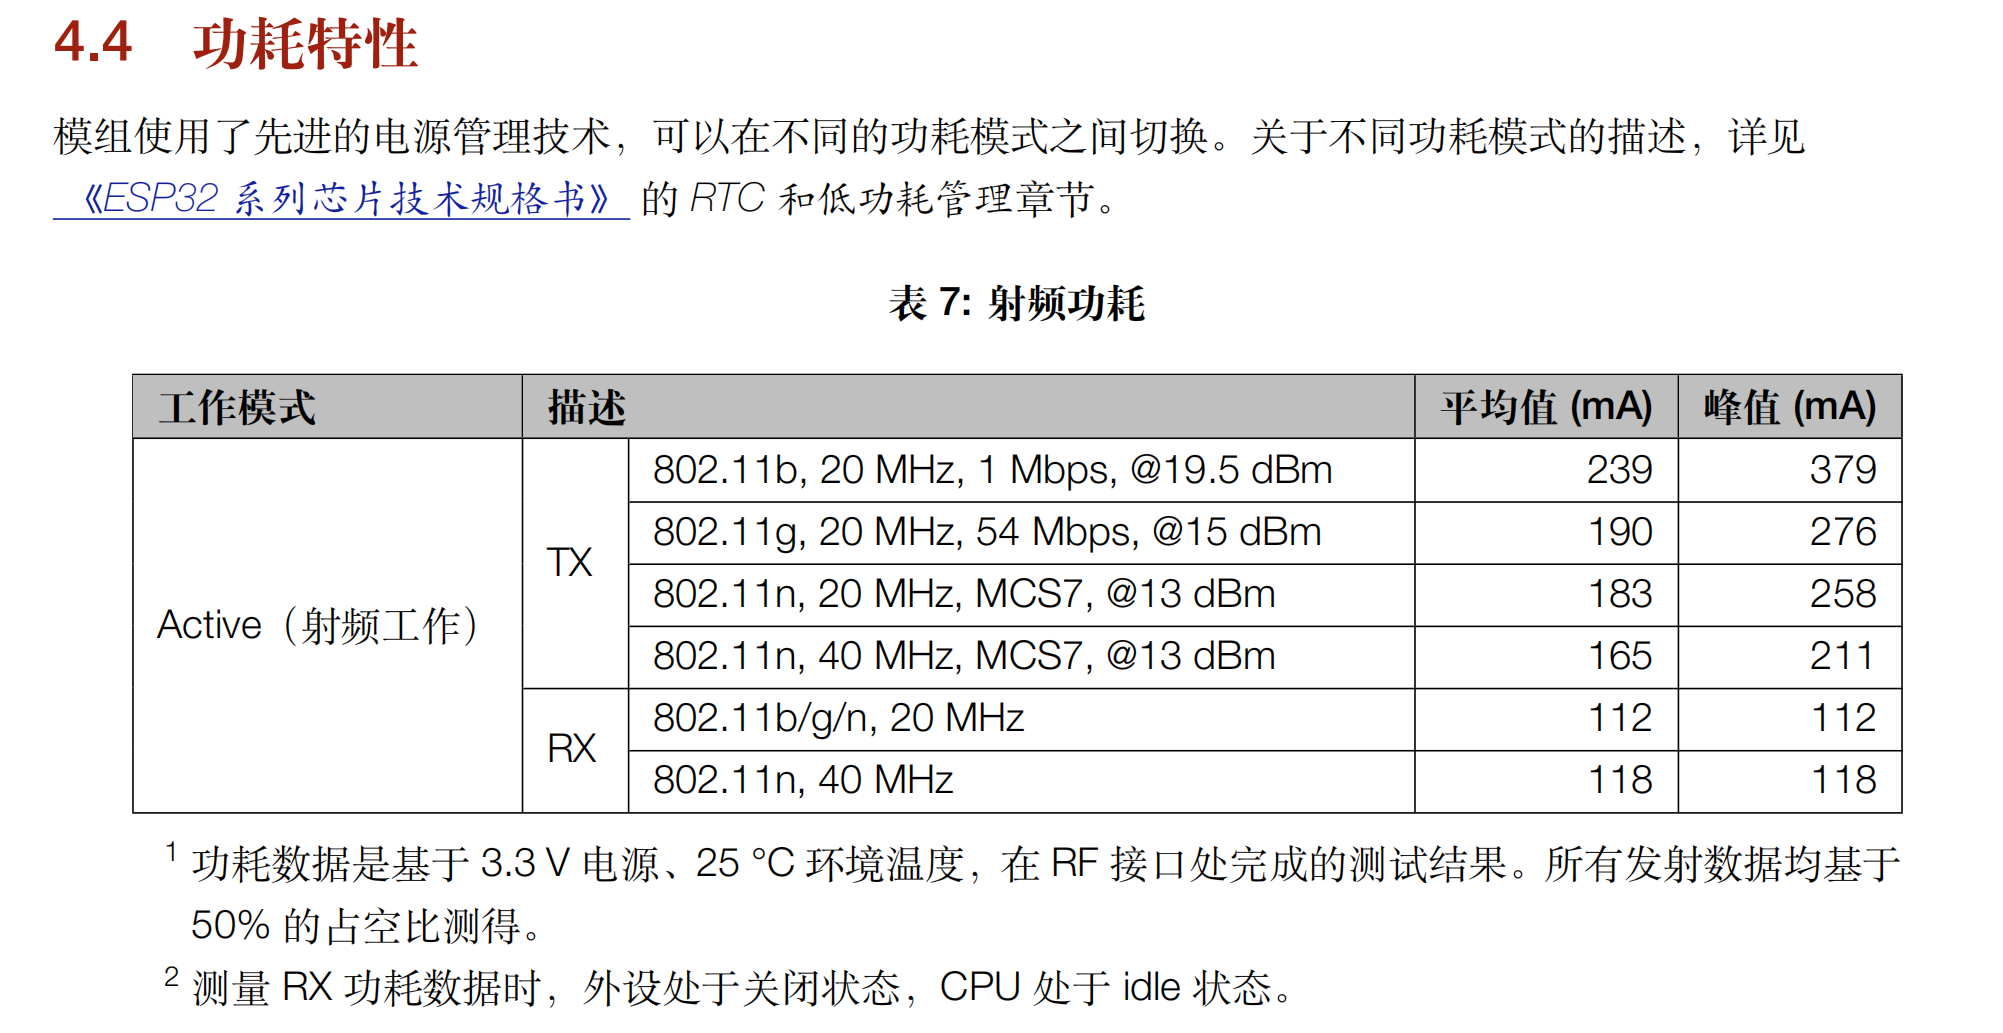 4.4 功耗特性
模组使用了先进的电源管理技术，可以在不同的功耗模式之间切换。关于不同功耗模式的描述，详见
《ESP32 系列芯片技术规格书》 的 RTC 和低功耗管理章节。
表 7: 射频功耗
工作模式 描述 平均值 (mA) 峰值 (mA)
Active（射频工作）
TX
802.11b, 20 MHz, 1 Mbps, @19.5 dBm 239 379
802.11g, 20 MHz, 54 Mbps, @15 dBm 190 276
802.11n, 20 MHz, MCS7, @13 dBm 183 258
802.11n, 40 MHz, MCS7, @13 dBm 165 211
RX
802.11b/g/n, 20 MHz 112 112
802.11n, 40 MHz 118 118
1 功耗数据是基于 3.3 V 电源、25 °C 环境温度，在 RF 接口处完成的测试结果。所有发射数据均基于
50% 的占空比测得。
2 测量 RX 功耗数据时，外设处于关闭状态，CPU 处于 idle 状态。